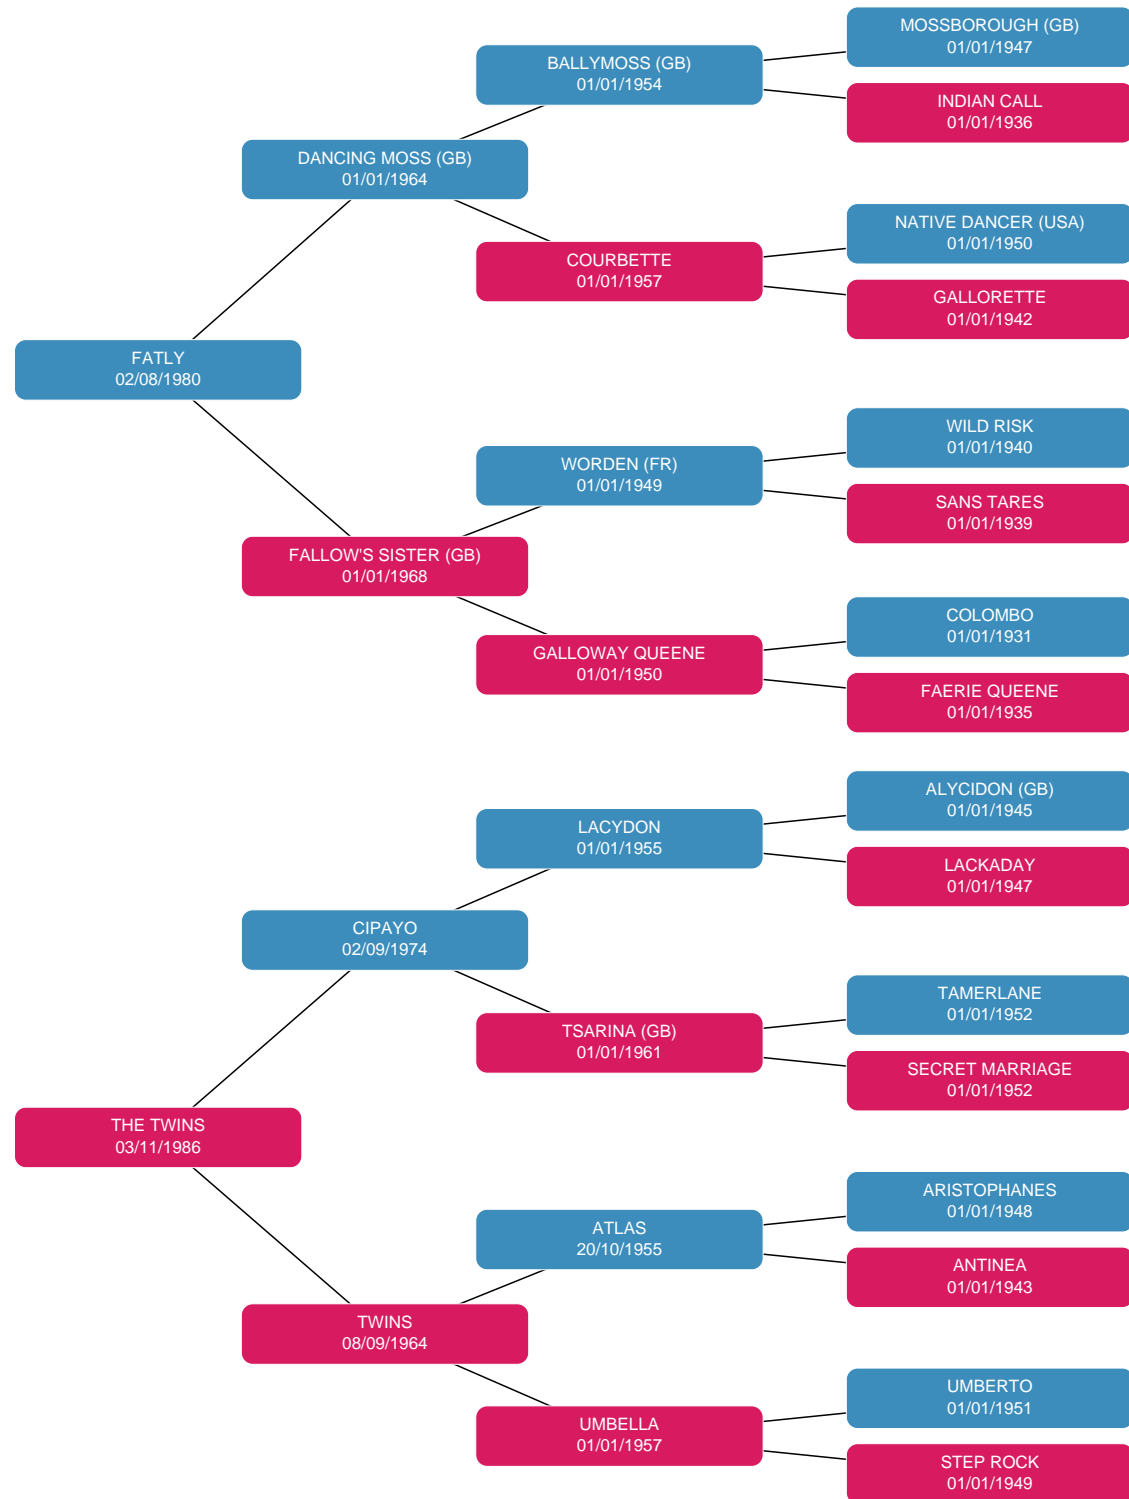 MOSSBOROUGH (GB)
01/01/1947
BALLYMOSS (GB)
01/01/1954
INDIAN CALL
01/01/1936
DANCING MOSS (GB)
01/01/1964
NATIVE DANCER (USA)
01/01/1950
COURBETTE
01/01/1957
GALLORETTE
01/01/1942
FATLY
02/08/1980
WILD RISK
01/01/1940
WORDEN (FR)
01/01/1949
SANS TARES
01/01/1939
FALLOW'S SISTER (GB)
01/01/1968
COLOMBO
01/01/1931
GALLOWAY QUEENE
01/01/1950
FAERIE QUEENE
01/01/1935
ALYCIDON (GB)
01/01/1945
LACYDON
01/01/1955
LACKADAY
01/01/1947
CIPAYO
02/09/1974
TAMERLANE
01/01/1952
TSARINA (GB)
01/01/1961
SECRET MARRIAGE
01/01/1952
THE TWINS
03/11/1986
ARISTOPHANES
01/01/1948
ATLAS
20/10/1955
ANTINEA
01/01/1943
TWINS
08/09/1964
UMBERTO
01/01/1951
UMBELLA
01/01/1957
STEP ROCK
01/01/1949